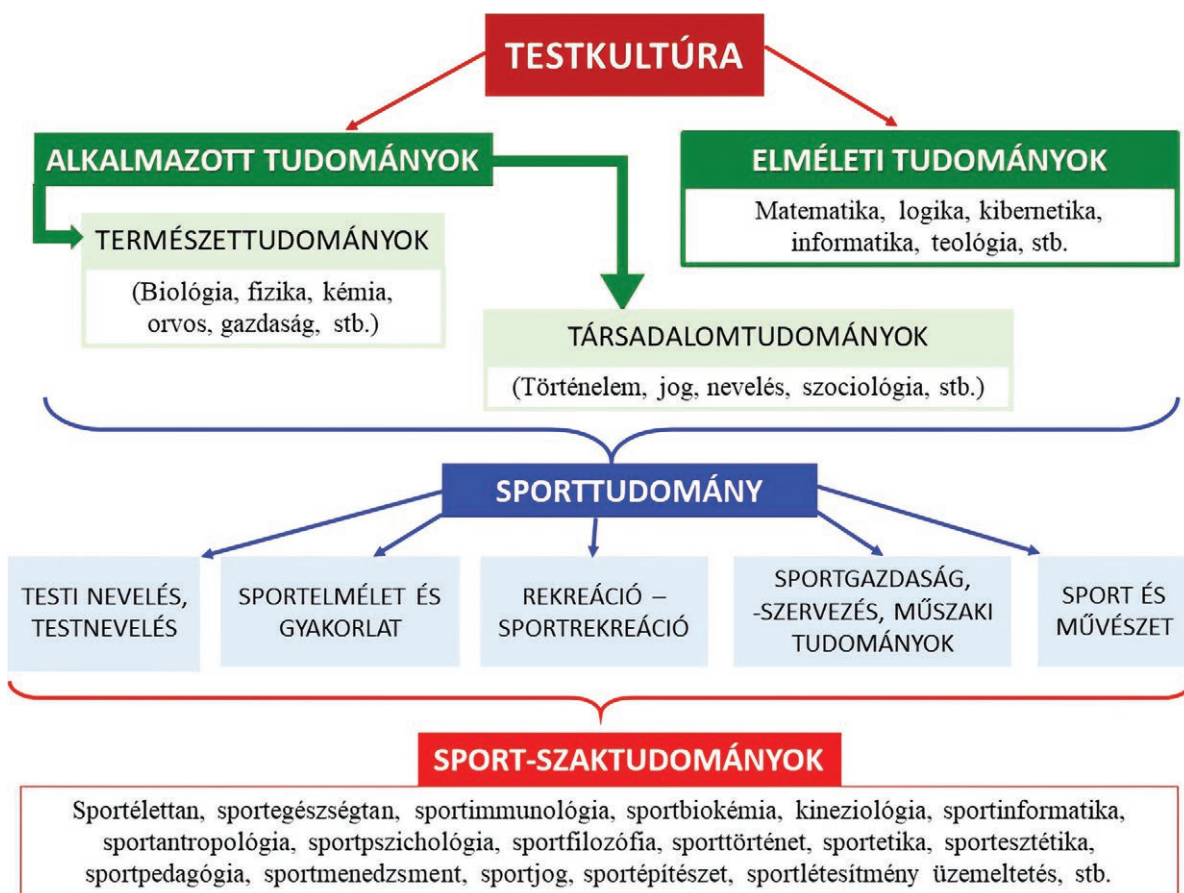 TESTKULTÚRA
ALKALMAZOTT TUDOMÁNYOK
ELMÉLETI TUDOMÁNYOK
Matematika, logika, kibernetika,
informatika, teológia, stb.
TERMÉSZETTUDOMÁNYOK
(Biológia, fizika, kémia,
orvos, gazdaság, stb.)
TÁRSADALOMTUDOMÁNYOK
(Történelem, jog, nevelés, szociológia, stb.)
SPORTTUDOMÁNY
TESTI NEVELÉS,
TESTNEVELÉS
SPORTELMÉLET ÉS
GYAKORLAT
REKREÁCIÓ –
SPORTREKREÁCIÓ
SPORTGAZDASÁG,
-SZERVEZÉS, MŰSZAKI
TUDOMÁNYOK
SPORT ÉS
MŰVÉSZET
SPORT-SZAKTUDOMÁNYOK
Sportélettan, sportegészségtan, sportimmunológia, sportbiokémia, kineziológia, sportinformatika,
sportantropológia, sportpszichológia, sportfilozófia, sporttörténet, sportetika, sportesztétika,
sportpedagógia, sportmenedzsment, sportjog, sportépítészet, sportlétesítmény üzemeltetés, stb.